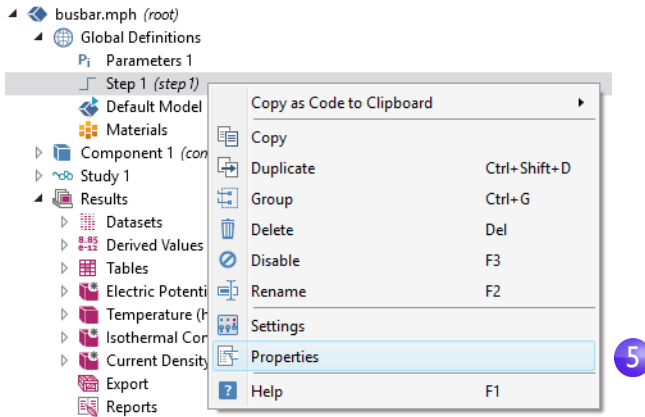 busbar.mph (root)
Global Definitions
Pi Parameters 1
Step 1 (step1)
Default Model
Materials
Component 1 (con
Study 1
Results
Datasets
8.85
e-12 Derived Values
Tables
Electric Potenti
Temperature (h
Isothermal Con
Current Density
Export
Reports
Copy as Code to Clipboard
Copy
Duplicate Ctrl+Shift+D
Group Ctrl+G
Delete Del
Disable F3
Rename F2
Settings
Properties
? Help F1
5